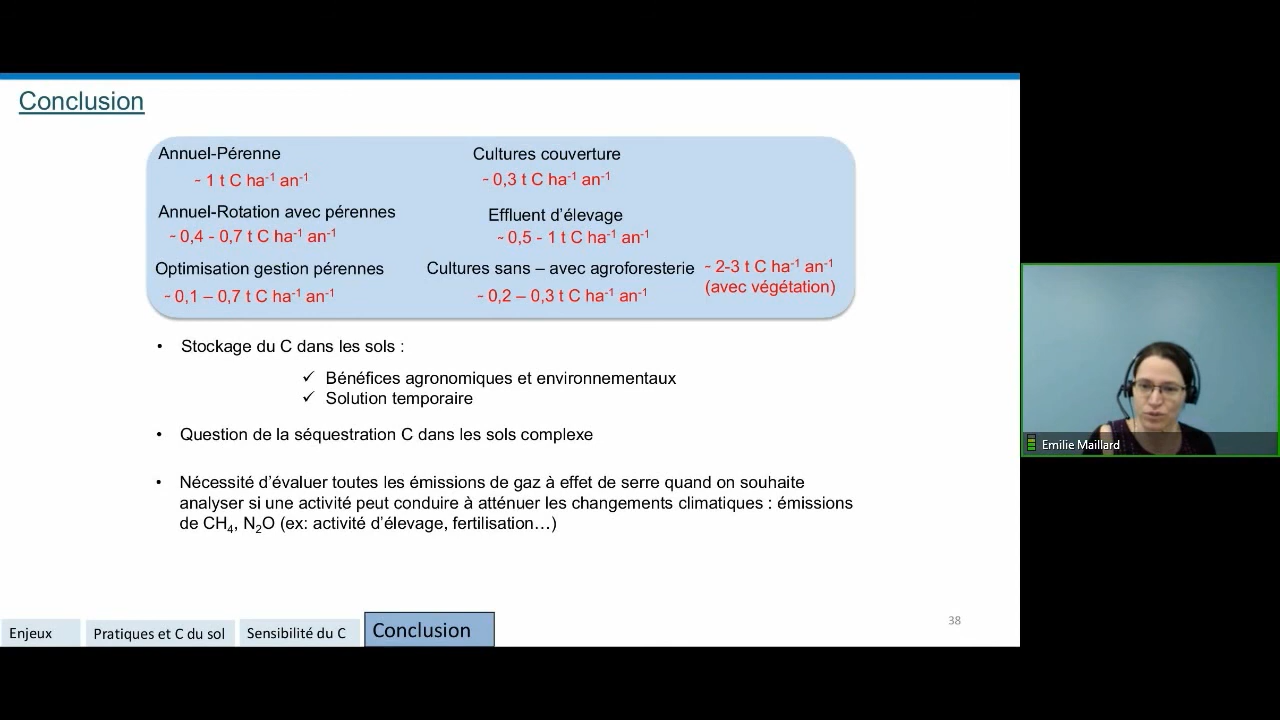 Conclusion
Annuel-Pérenne
~ 1 t C ha⁻¹ an⁻¹
Cultures couverture
~ 0,3 t C ha⁻¹ an⁻¹
Annuel-Rotation avec pérennes
~ 0,4 - 0,7 t C ha⁻¹ an⁻¹
Effluent d’élevage
~ 0,5 - 1 t C ha⁻¹ an⁻¹
Optimisation gestion pérennes
~ 0,1 – 0,7 t C ha⁻¹ an⁻¹
Cultures sans – avec agroforesterie
~ 0,2 – 0,3 t C ha⁻¹ an⁻¹
~ 2-3 t C ha⁻¹ an⁻¹
(avec végétation)
• Stockage du C dans les sols :
✓ Bénéfices agronomiques et environnementaux
✓ Solution temporaire
• Question de la séquestration C dans les sols complexe
• Nécessité d’évaluer toutes les émissions de gaz à effet de serre quand on souhaite
analyser si une activité peut conduire à atténuer les changements climatiques : émissions
de CH₄, N₂O (ex: activité d’élevage, fertilisation…)
Enjeux
Pratiques et C du sol
Sensibilité du C
Conclusion
38
Emilie Maillard